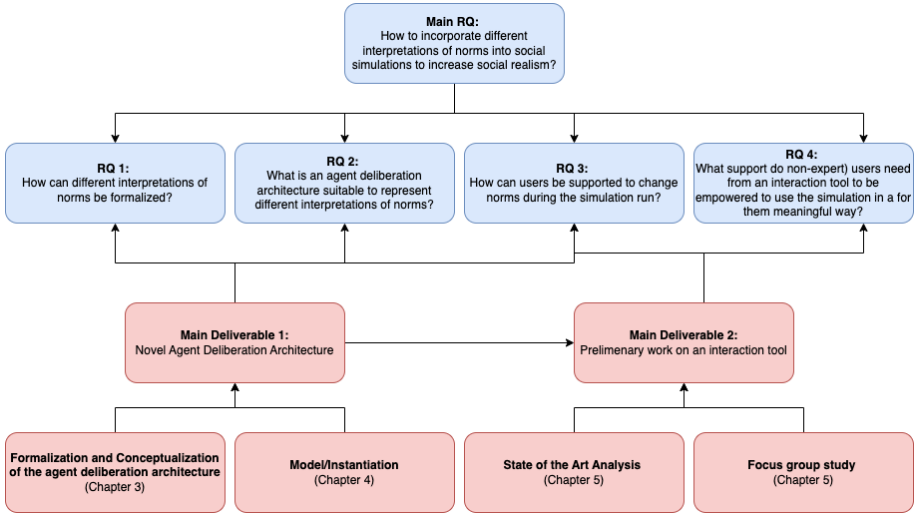 Main RQ:
How to incorporate different
interpretations of norms into social
simulations to increase social realism?
RQ 1:
How can different interpretations of
norms be formalized?
RQ 2:
What is an agent deliberation
architecture suitable to represent
different interpretations of norms?
RQ 3:
How can users be supported to change
norms during the simulation run?
RQ 4:
What support do non-expert) users need
from an interaction tool to be
empowered to use the simulation in a for
them meaningful way?
Main Deliverable 1:
Novel Agent Deliberation Architecture
Main Deliverable 2:
Prelimenary work on an interaction tool
Formalization and Conceptualization
of the agent deliberation architecture
(Chapter 3)
Model/Instantiation
(Chapter 4)
State of the Art Analysis
(Chapter 5)
Focus group study
(Chapter 5)